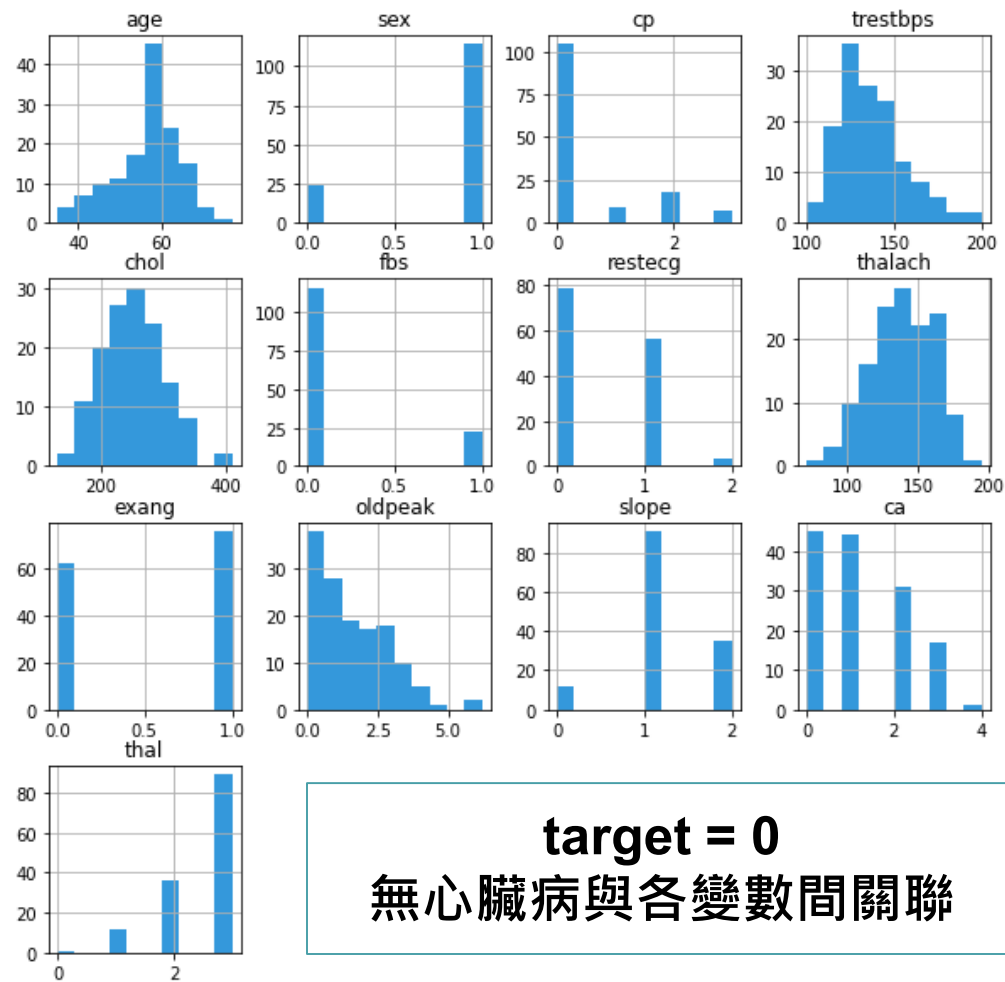 age sex cp trestbps
40 30 20 10 0 40 60
100 75 50 25 0 0.0 0.5 1.0
100 75 50 25 0 0 2
30 20 10 0 100 150 200
chol fbs restecg thalach
30 20 10 0 200 400
100 75 50 25 0 0.0 0.5 1.0
80 60 40 20 0 0 1 2
20 10 0 100 150 200
exang oldpeak slope ca
60 40 20 0 0.0 0.5 1.0
30 20 10 0 0.0 2.5 5.0
80 60 40 20 0 0 1 2
40 30 20 10 0 0 2 4
thal
80 60 40 20 0 0 2
target = 0
無心臟病與各變數間關聯